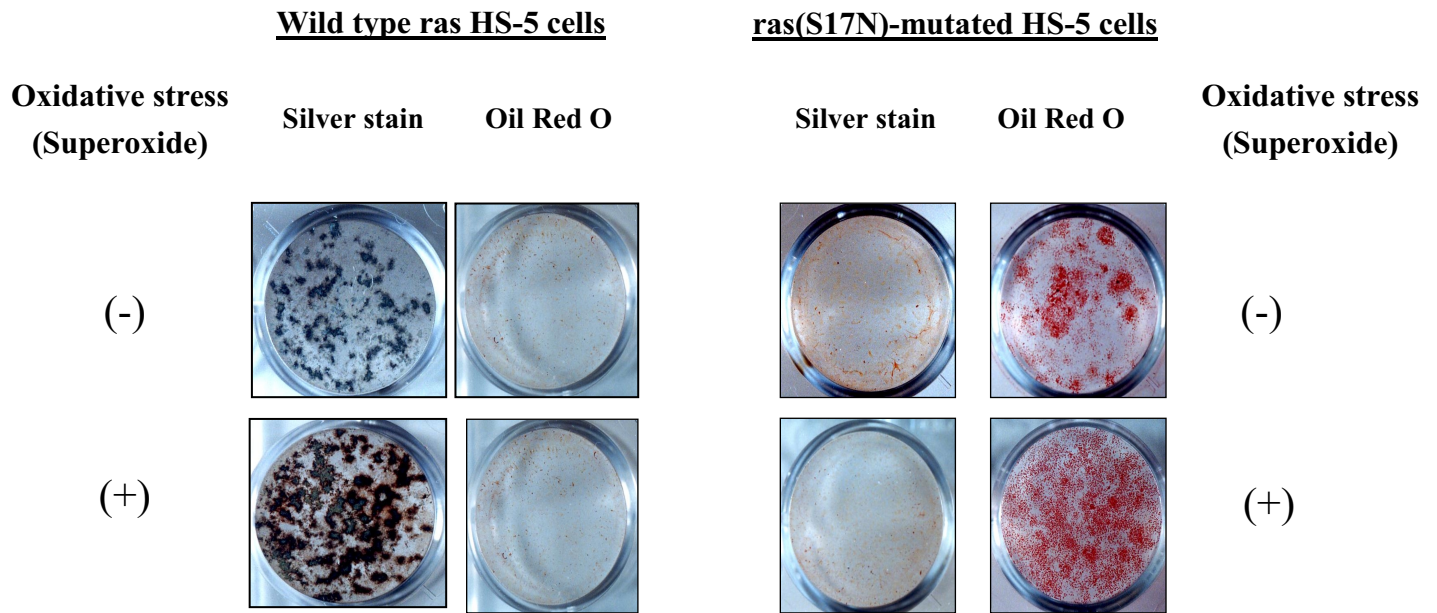 Wild type ras HS-5 cells
ras(S17N)-mutated HS-5 cells
Oxidative stress
(Superoxide)
Silver stain
Oil Red O
Silver stain
Oil Red O
Oxidative stress
(Superoxide)
(-)
(-)
(+)
(+)